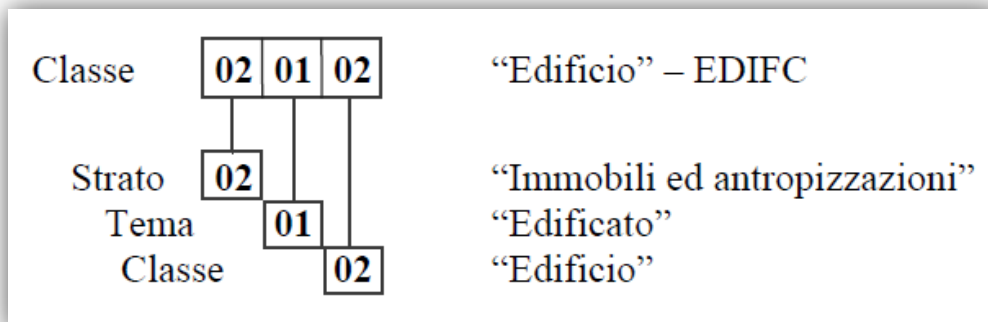 Classe 02 01 02 “Edificio” – EDIFC
Strato 02 “Immobili ed antropizzazioni”
Tema 01 “Edificato”
Classe 02 “Edificio”